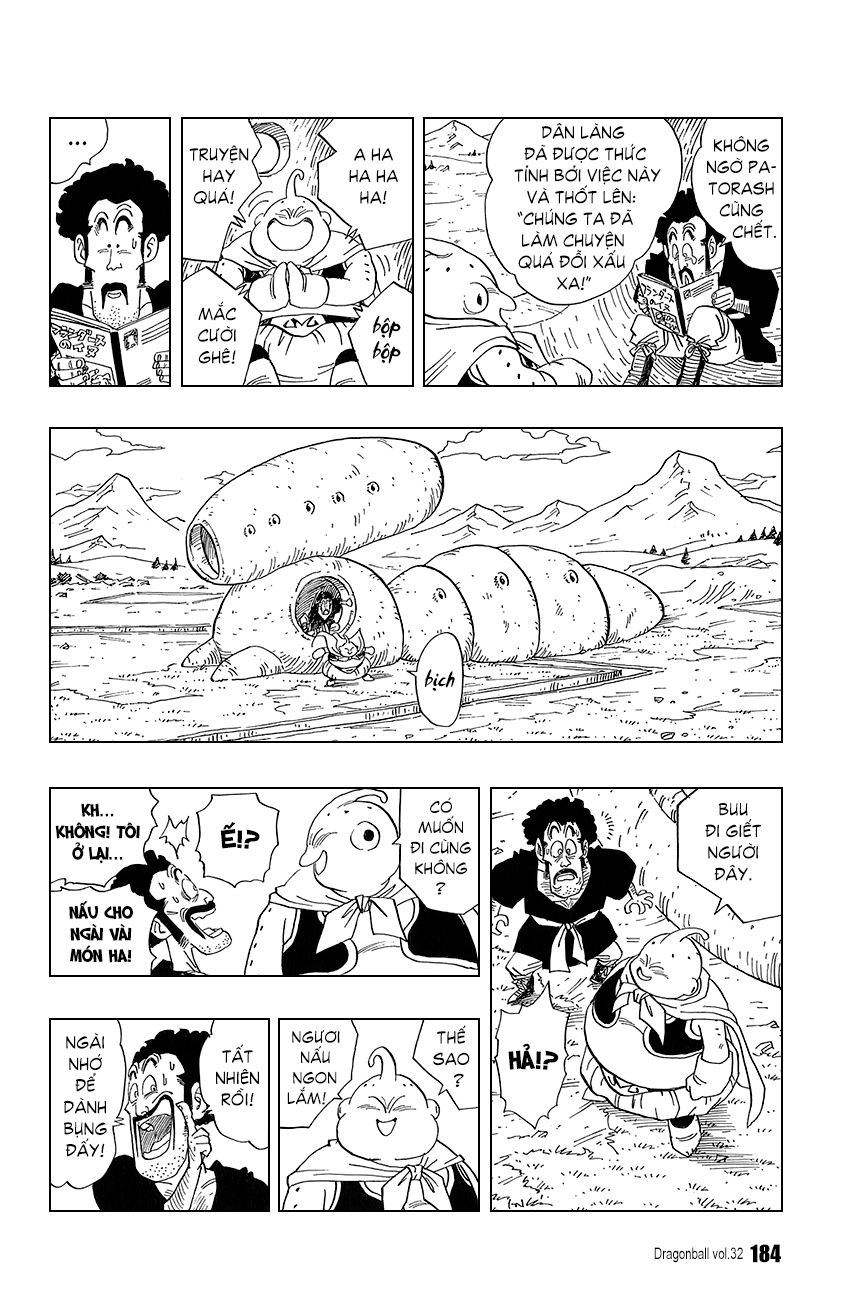 KHÔNG
NGỜ PA-
TORASH
CŨNG
CHẾT.
DÂN LÀNG
ĐÃ ĐƯỢC THỨC
TỈNH BỞI VIỆC NÀY
VÀ THỐT LÊN:
“CHÚNG TA ĐÃ
LÀM CHUYỆN
QUÁ ĐỖI XẤU
XA!”
A HA
HA HA
HA!
TRUYỆN
HAY
QUÁ!
bộp
bộp
MẮC
CƯỜI
GHÊ!
...
bịch
BUU
ĐI GIẾT
NGƯỜI
ĐÂY.
HẢ!?
CÓ
MUỐN
ĐI CÙNG
KHÔNG
?
Ế!?
KH...
KHÔNG! TÔI
Ở LẠI...
NẤU CHO
NGÀI VÀI
MÓN HA!
THẾ
SAO
?
NGƯƠI
NẤU
NGON
LẮM!
TẤT
NHIÊN
RỒI!
NGÀI
NHỚ
ĐỂ
DÀNH
BỤNG
ĐẤY!
Dragonball vol.32 184